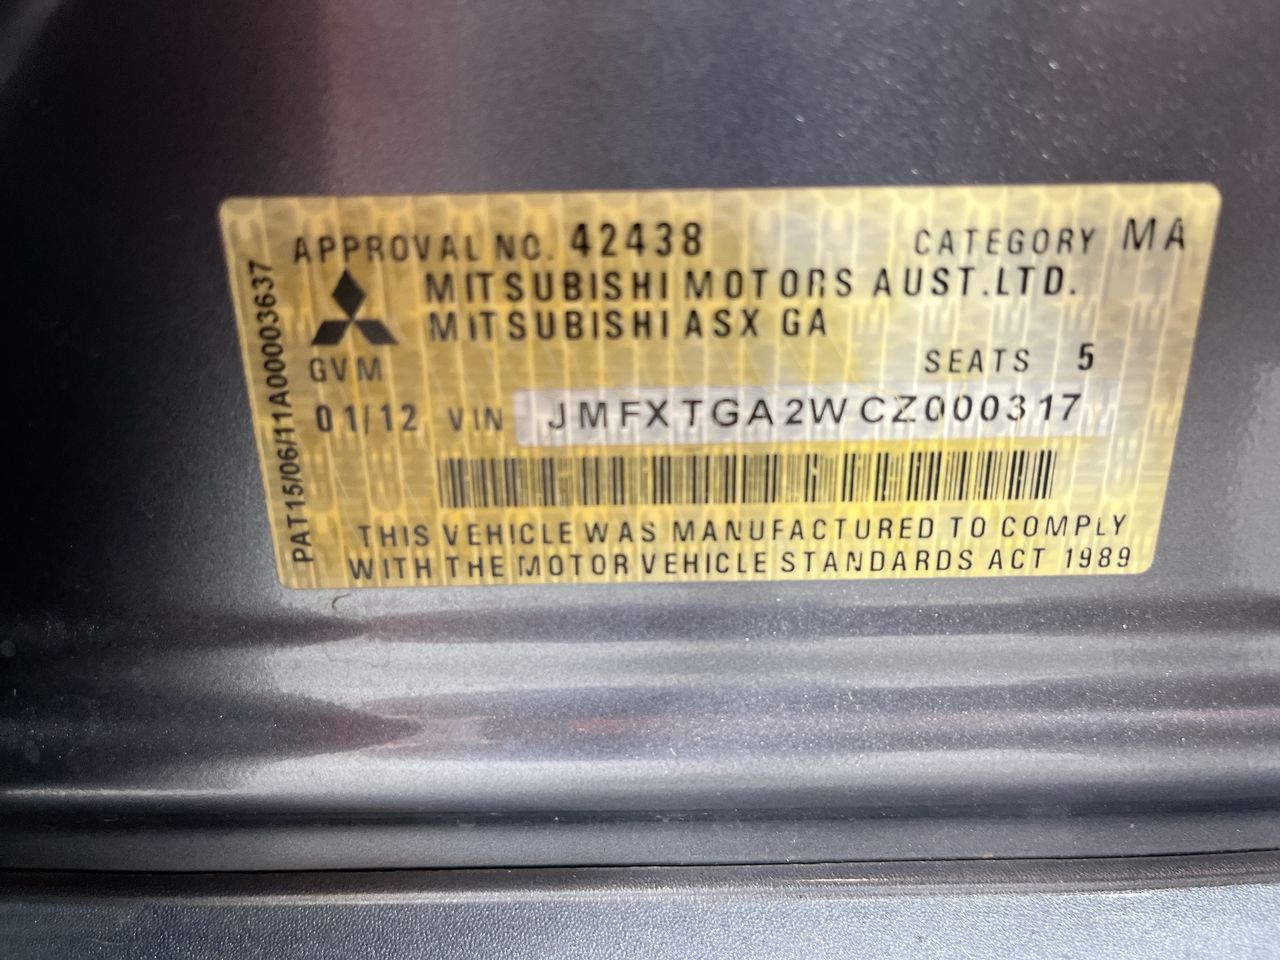 APPROVAL NO. 42438 CATEGORY MA
MITSUBISHI MOTORS AUST.LTD.
MITSUBISHI ASX GA
GVM SEATS 5
01/12 VIN JMFXTGA2WCZ000317
THIS VEHICLE WAS MANUFACTURED TO COMPLY
WITH THE MOTOR VEHICLE STANDARDS ACT 1989
PAT15/06/11A00003637